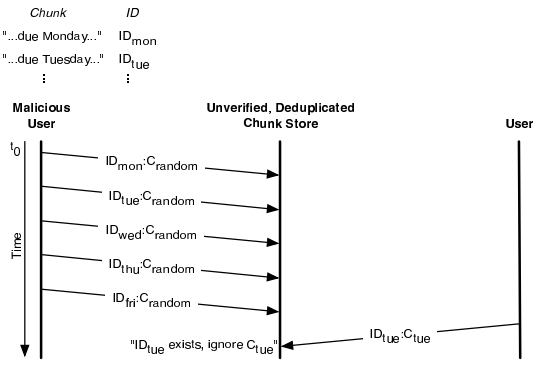 Chunk ID
"...due Monday..." IDmon
"...due Tuesday..." IDtue
⋮ ⋮
Malicious User
Unverified, Deduplicated Chunk Store
User
t0
Time
IDmon:Crandom
IDtue:Crandom
IDwed:Crandom
IDthu:Crandom
IDfri:Crandom
IDtue:Ctue
"IDtue exists, ignore Ctue"